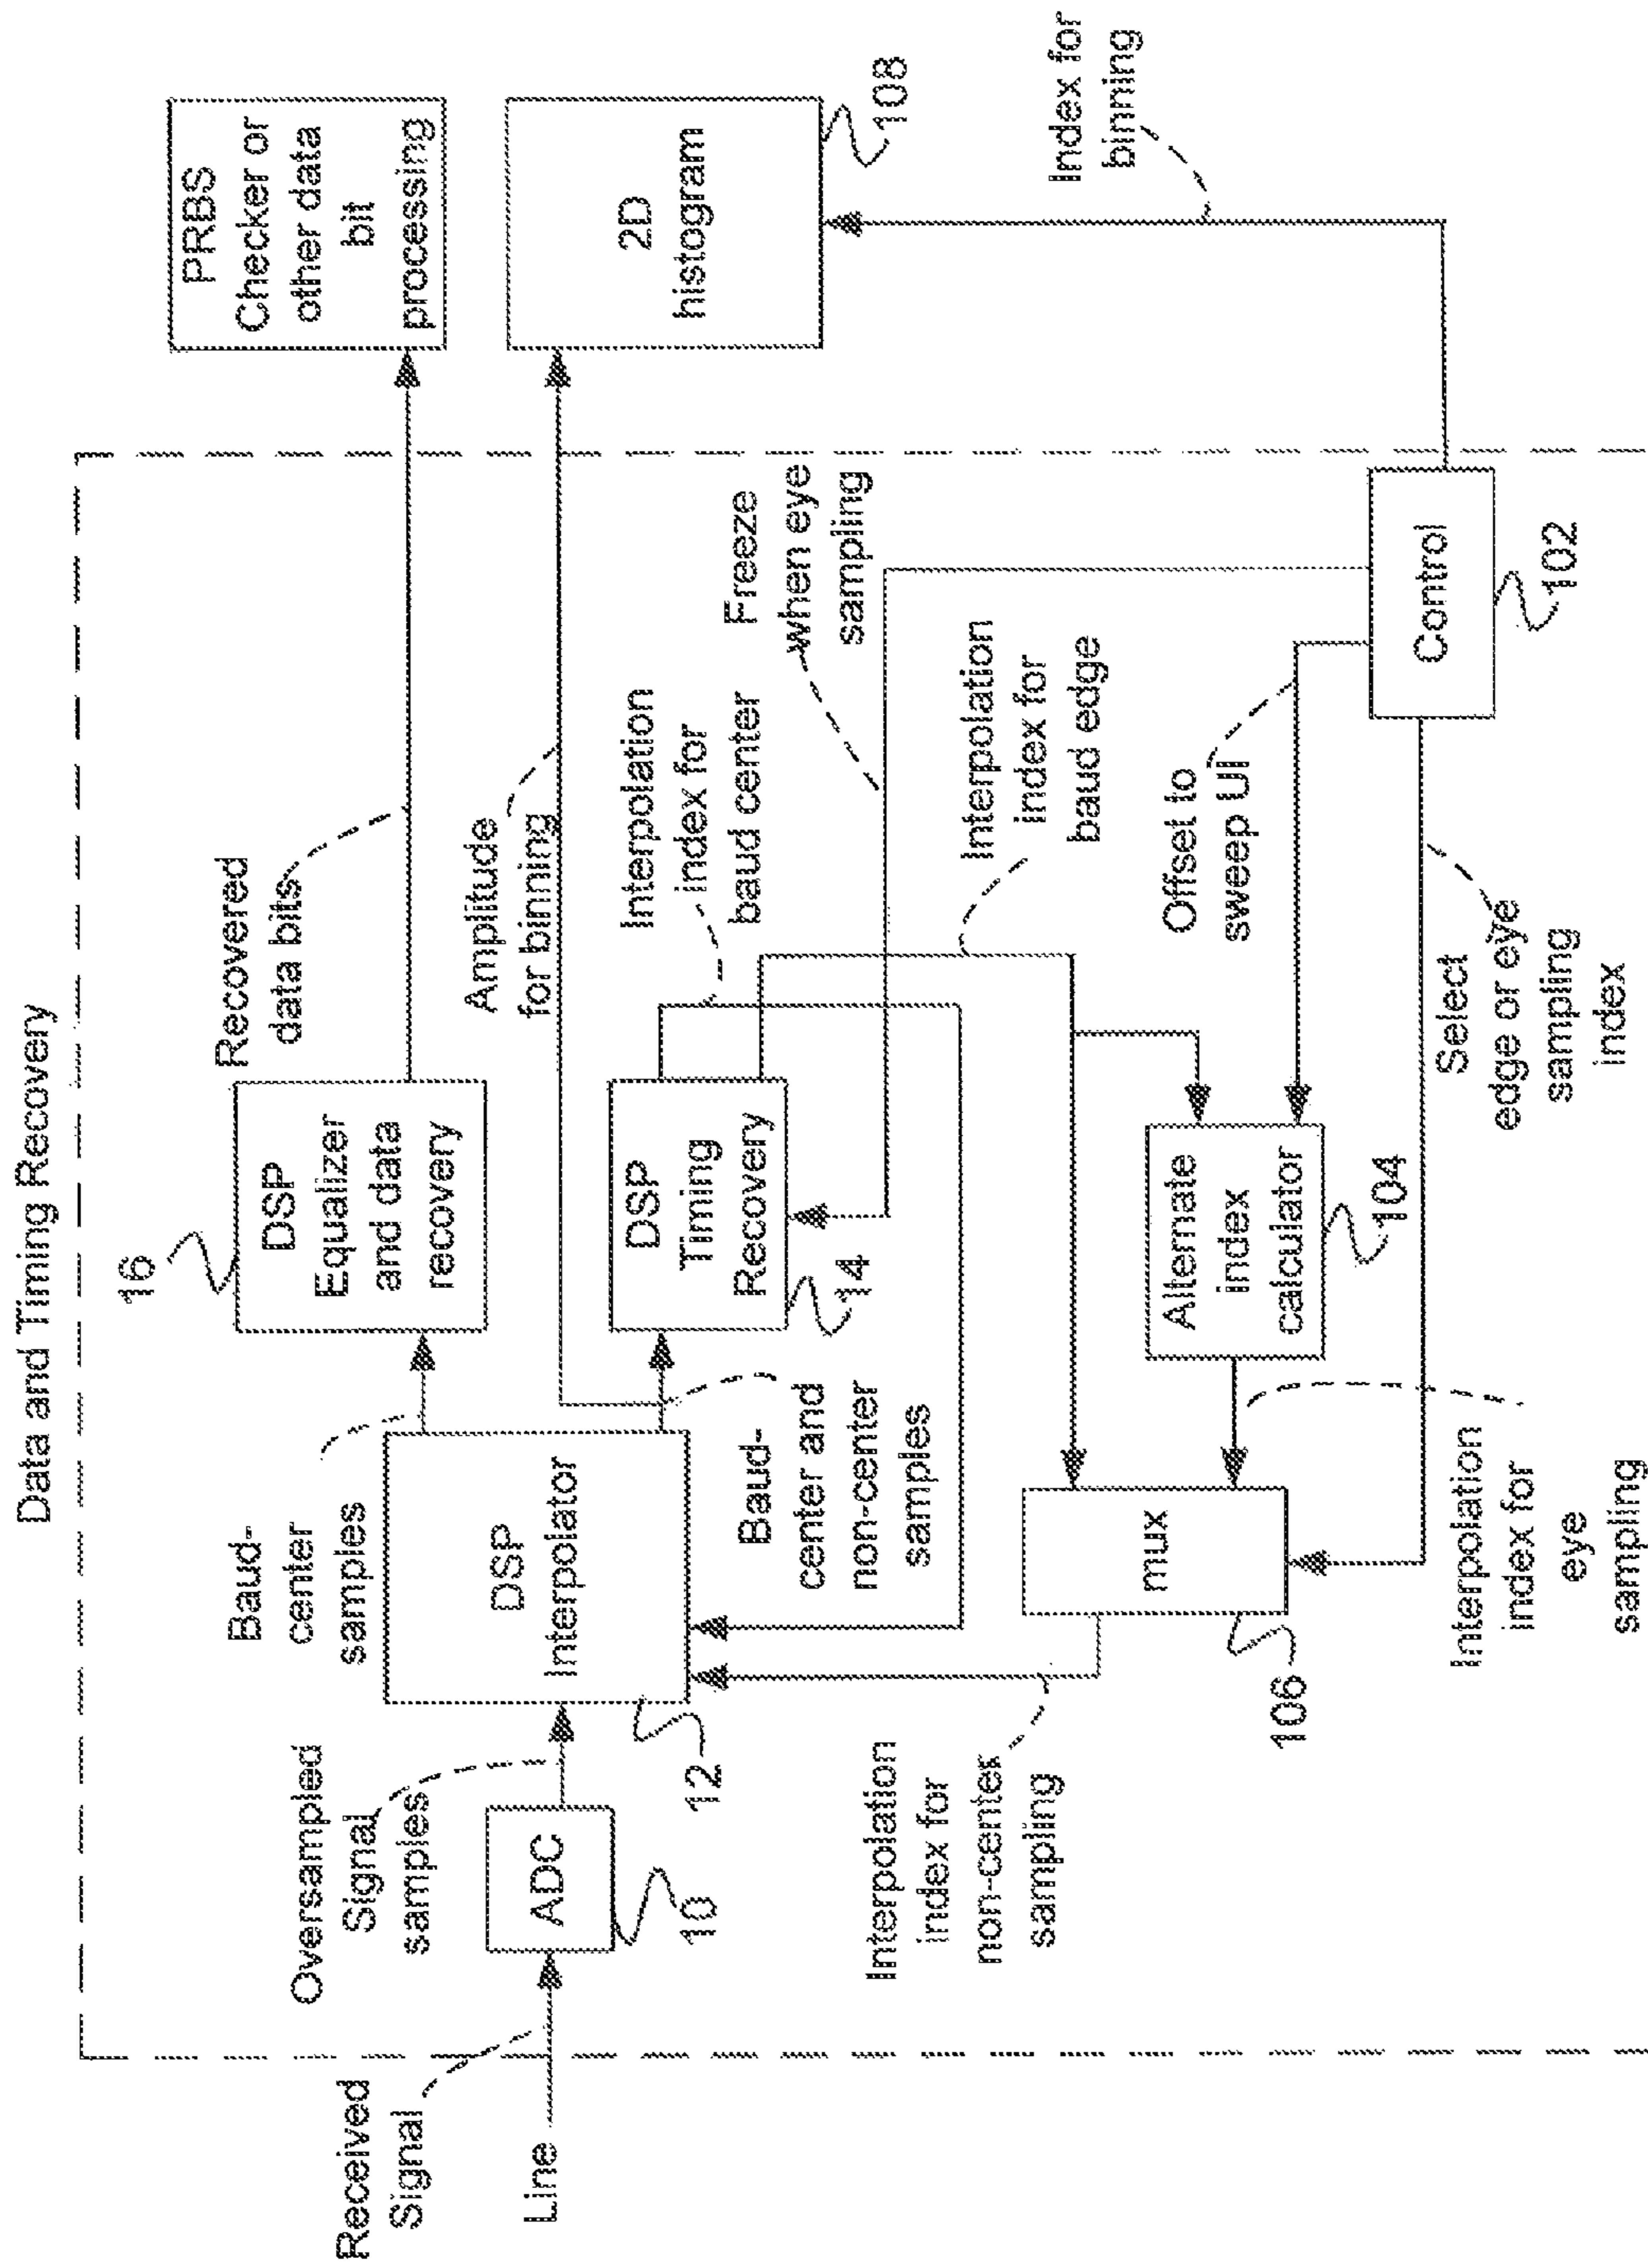 Data and Timing Recovery
Received
Signal
Line
Oversampled
Signal
samples
ADC
10
Baud-
center
samples
DSP
Interpolator
12
16
DSP
Equalizer
and data
recovery
Recovered
data bits
PRBS
Checker or
other data
bit
processing
Amplitude
for binning
2D
histogram
108
DSP
Timing
Recovery
14
Baud-
center and
non-center
samples
Interpolation
index for
baud center
Freeze
when eye
sampling
Interpolation
index for
baud edge
Interpolation
index for
non-center
sampling
mux
106
Alternate
index
calculator
104
Offset to
sweep UI
Control
102
Index for
binning
Select
edge or eye
sampling
index
Interpolation
index for
eye
sampling